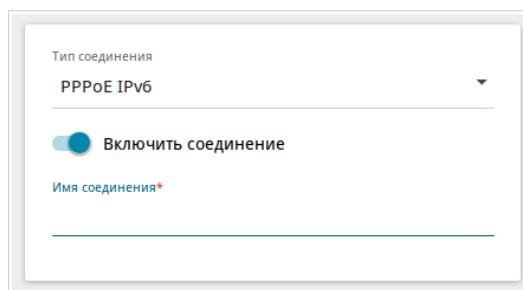 Тип соединения
PPPoE IPv6
Включить соединение
Имя соединения*